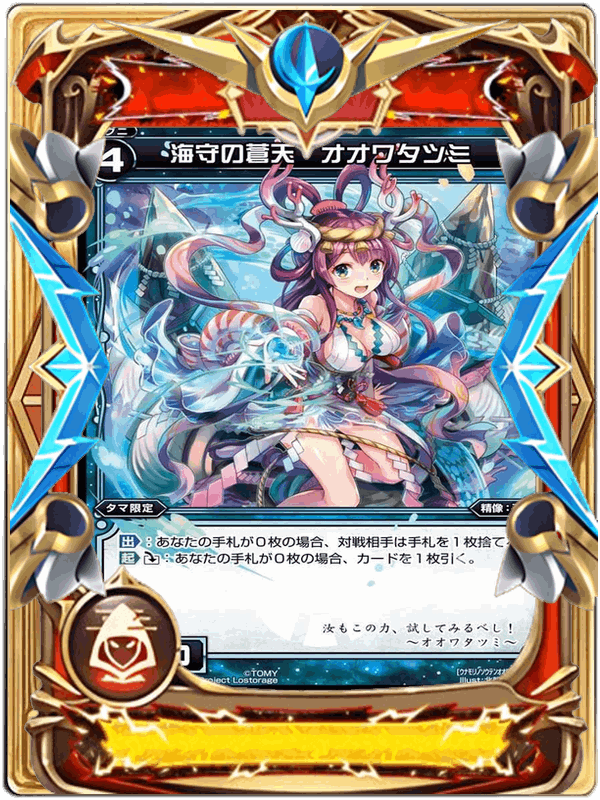 4
海守の蒼天　オオワタツミ
タマ限定
精像:
出:あなたの手札が0枚の場合、対戦相手は手札を1枚捨て
起 :あなたの手札が0枚の場合、カードを1枚引く。
汝もこの力、試してみるべし!
～オオワタツミ～
©TOMY
roject Lostorage
Illust: